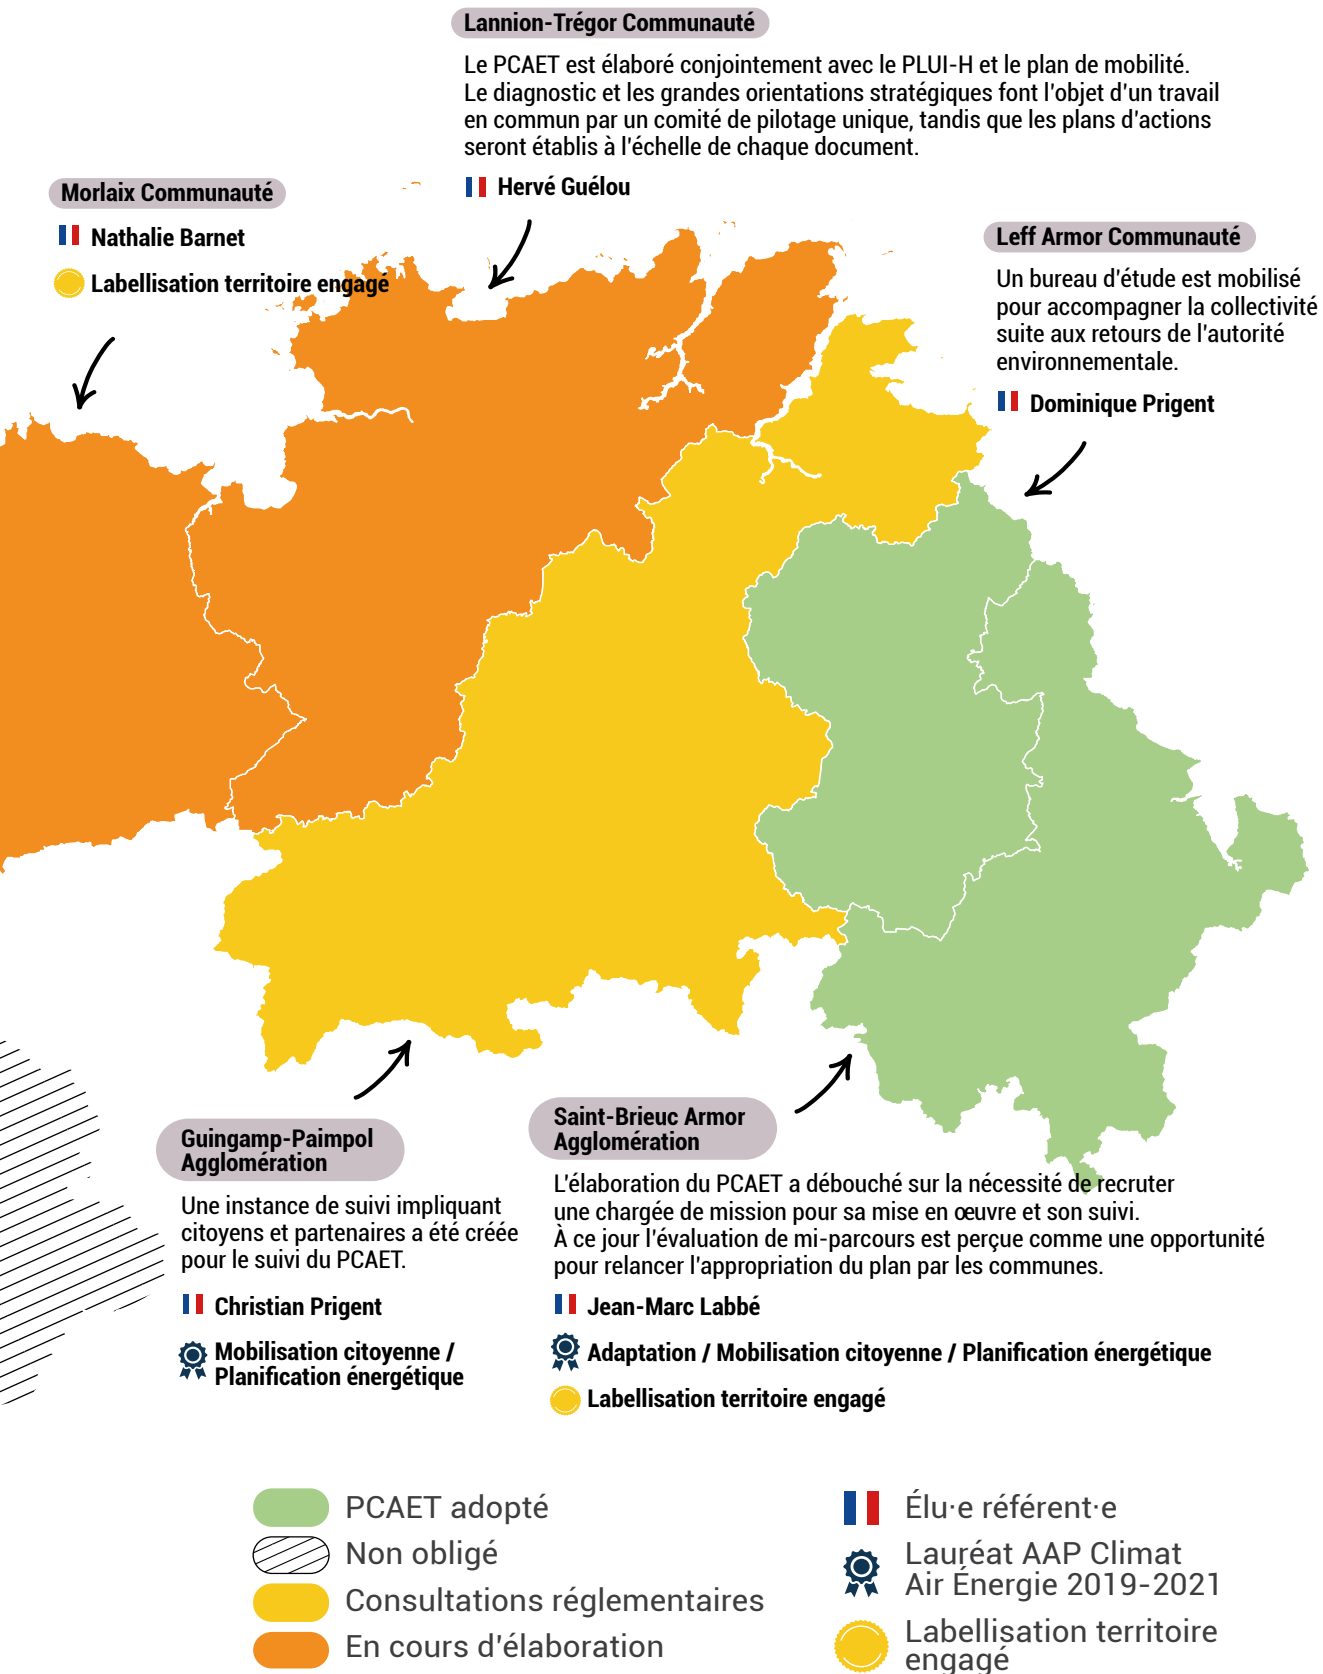 Lannion-Trégor Communauté
Le PCAET est élaboré conjointement avec le PLUI-H et le plan de mobilité.
Le diagnostic et les grandes orientations stratégiques font l'objet d'un travail
en commun par un comité de pilotage unique, tandis que les plans d'actions
seront établis à l'échelle de chaque document.
Hervé Guélou
Morlaix Communauté
Nathalie Barnet
Labellisation territoire engagé
Leff Armor Communauté
Un bureau d'étude est mobilisé
pour accompagner la collectivité
suite aux retours de l'autorité
environnementale.
Dominique Prigent
Guingamp-Paimpol
Agglomération
Une instance de suivi impliquant
citoyens et partenaires a été créée
pour le suivi du PCAET.
Christian Prigent
Mobilisation citoyenne /
Planification énergétique
Saint-Brieuc Armor
Agglomération
L'élaboration du PCAET a débouché sur la nécessité de recruter
une chargée de mission pour sa mise en œuvre et son suivi.
À ce jour l'évaluation de mi-parcours est perçue comme une opportunité
pour relancer l'appropriation du plan par les communes.
Jean-Marc Labbé
Adaptation / Mobilisation citoyenne / Planification énergétique
Labellisation territoire engagé
PCAET adopté
Non obligé
Consultations réglementaires
En cours d'élaboration
Élu·e référent·e
Lauréat AAP Climat
Air Énergie 2019-2021
Labellisation territoire
engagé